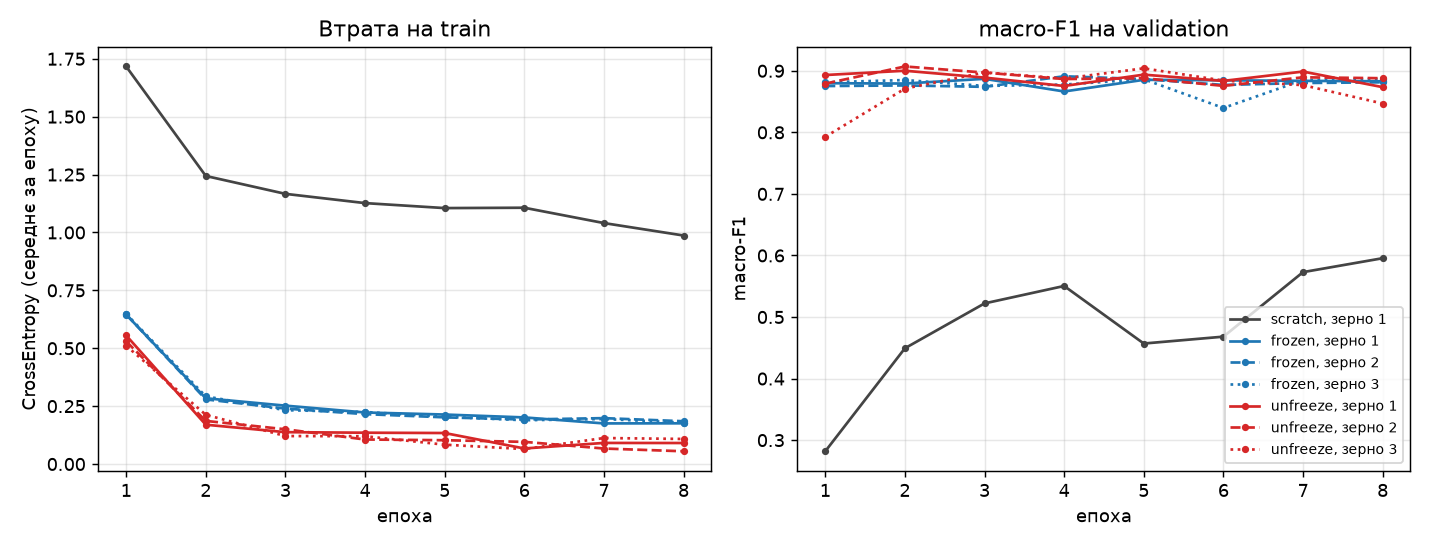 Втрата на train
CrossEntropy (середнє за епоху)
1.75
1.50
1.25
1.00
0.75
0.50
0.25
0.00
1 2 3 4 5 6 7 8
епоха
macro-F1 на validation
macro-F1
0.9
0.8
0.7
0.6
0.5
0.4
0.3
scratch, зерно 1
frozen, зерно 1
frozen, зерно 2
frozen, зерно 3
unfreeze, зерно 1
unfreeze, зерно 2
unfreeze, зерно 3
1 2 3 4 5 6 7 8
епоха